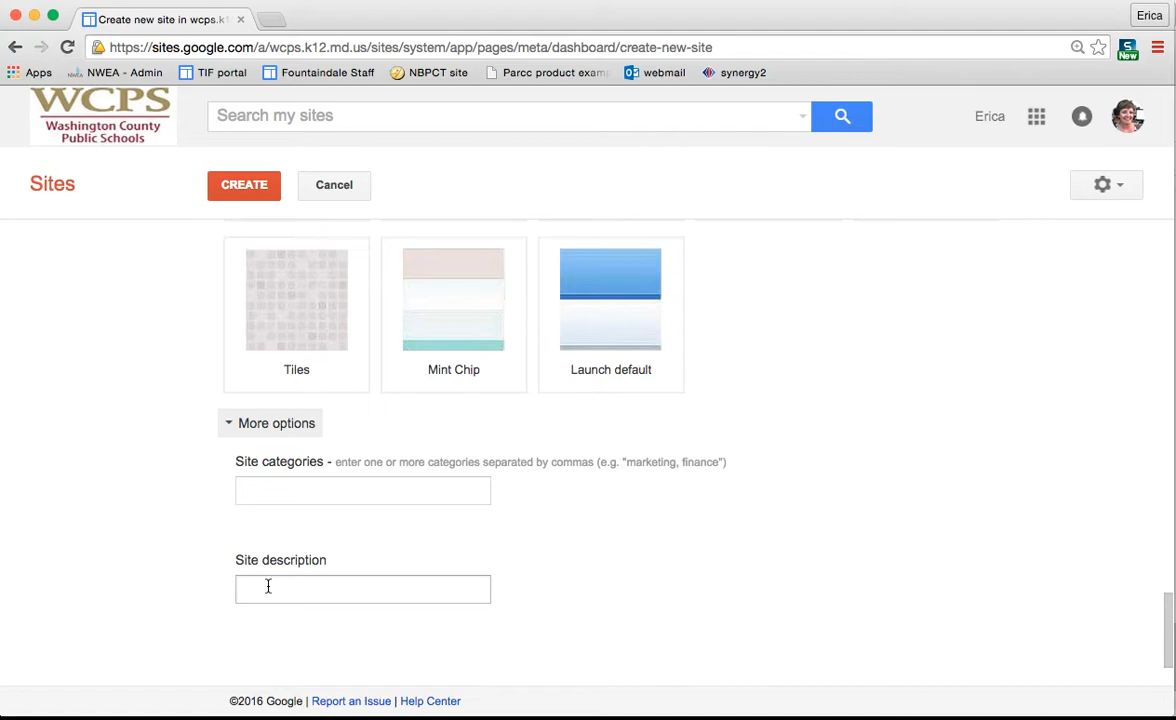 Create new site in wcps.k1
Erica
https://sites.google.com/a/wcps.k12.md.us/sites/system/app/pages/meta/dashboard/create-new-site
New
Apps NWEA - Admin TIF portal Fountaindale Staff NBPCT site Parcc product exam webmail synergy2
WCPS
Washington County
Public Schools
Search my sites
Erica
Sites
CREATE
Cancel
Tiles
Mint Chip
Launch default
More options
Site categories - enter one or more categories separated by commas (e.g. "marketing, finance")
Site description
©2016 Google | Report an Issue | Help Center